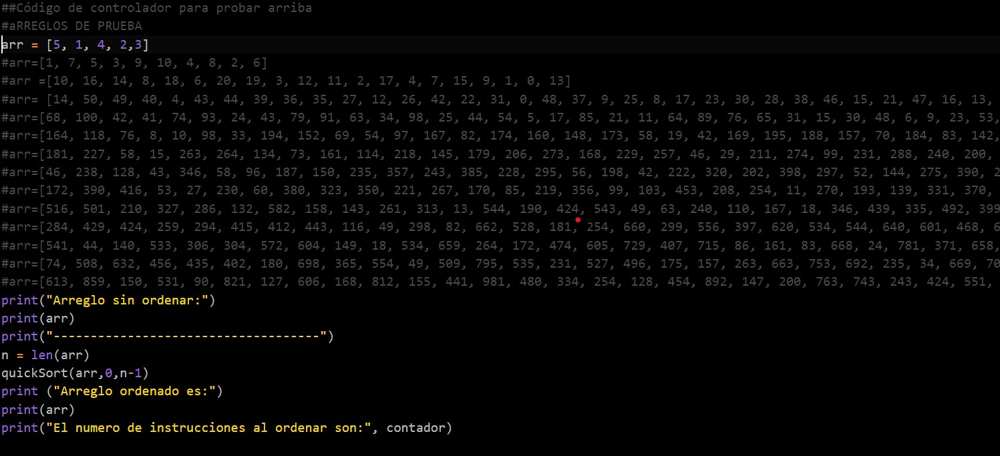 ##Código de controlador para probar arriba
#aRREGLOS DE PRUEBA
arr = [5, 1, 4, 2,3]
#arr=[1, 7, 5, 3, 9, 10, 4, 8, 2, 6]
#arr =[10, 16, 14, 8, 18, 6, 20, 19, 3, 12, 11, 2, 17, 4, 7, 15, 9, 1, 0, 13]
#arr= [14, 50, 49, 40, 4, 43, 44, 39, 36, 35, 27, 12, 26, 42, 22, 31, 0, 48, 37, 9, 25, 8, 17, 23, 30, 28, 38, 46, 15, 21, 47, 16, 13,
#arr=[68, 100, 42, 41, 74, 93, 24, 43, 79, 91, 63, 34, 98, 25, 44, 54, 5, 17, 85, 21, 11, 64, 89, 76, 65, 31, 15, 30, 48, 6, 9, 23, 53,
#arr=[164, 118, 76, 8, 10, 98, 33, 194, 152, 69, 54, 97, 167, 82, 174, 160, 148, 173, 58, 19, 42, 169, 195, 188, 157, 70, 184, 83, 142,
#arr=[181, 227, 58, 15, 263, 264, 134, 73, 161, 114, 218, 145, 179, 206, 273, 168, 229, 257, 46, 29, 211, 274, 99, 231, 288, 240, 200,
#arr=[46, 238, 128, 43, 346, 58, 96, 187, 150, 235, 357, 243, 385, 228, 295, 56, 198, 42, 222, 320, 202, 398, 297, 52, 144, 275, 390, 2
#arr=[172, 390, 416, 53, 27, 230, 60, 380, 323, 350, 221, 267, 170, 85, 219, 356, 99, 103, 453, 208, 254, 11, 270, 193, 139, 331, 370,
#arr=[516, 501, 210, 327, 286, 132, 582, 158, 143, 261, 313, 13, 544, 190, 424, 543, 49, 63, 240, 110, 167, 18, 346, 439, 335, 492, 399
#arr=[284, 429, 424, 259, 294, 415, 412, 443, 116, 49, 298, 82, 662, 528, 181, 254, 660, 299, 556, 397, 620, 534, 544, 640, 601, 468, 6
#arr=[541, 44, 140, 533, 306, 304, 572, 604, 149, 18, 534, 659, 264, 172, 474, 605, 729, 407, 715, 86, 161, 83, 668, 24, 781, 371, 658,
#arr=[74, 508, 632, 456, 435, 402, 180, 698, 365, 554, 49, 509, 795, 535, 231, 527, 496, 175, 157, 263, 663, 753, 692, 235, 34, 669, 70
#arr=[613, 859, 150, 531, 90, 821, 127, 606, 168, 812, 155, 441, 981, 480, 334, 254, 128, 454, 892, 147, 200, 763, 743, 243, 424, 551,
print("Arreglo sin ordenar:")
print(arr)
print("------------------------------------")
n = len(arr)
quickSort(arr,0,n-1)
print ("Arreglo ordenado es:")
print(arr)
print("El numero de instrucciones al ordenar son:", contador)